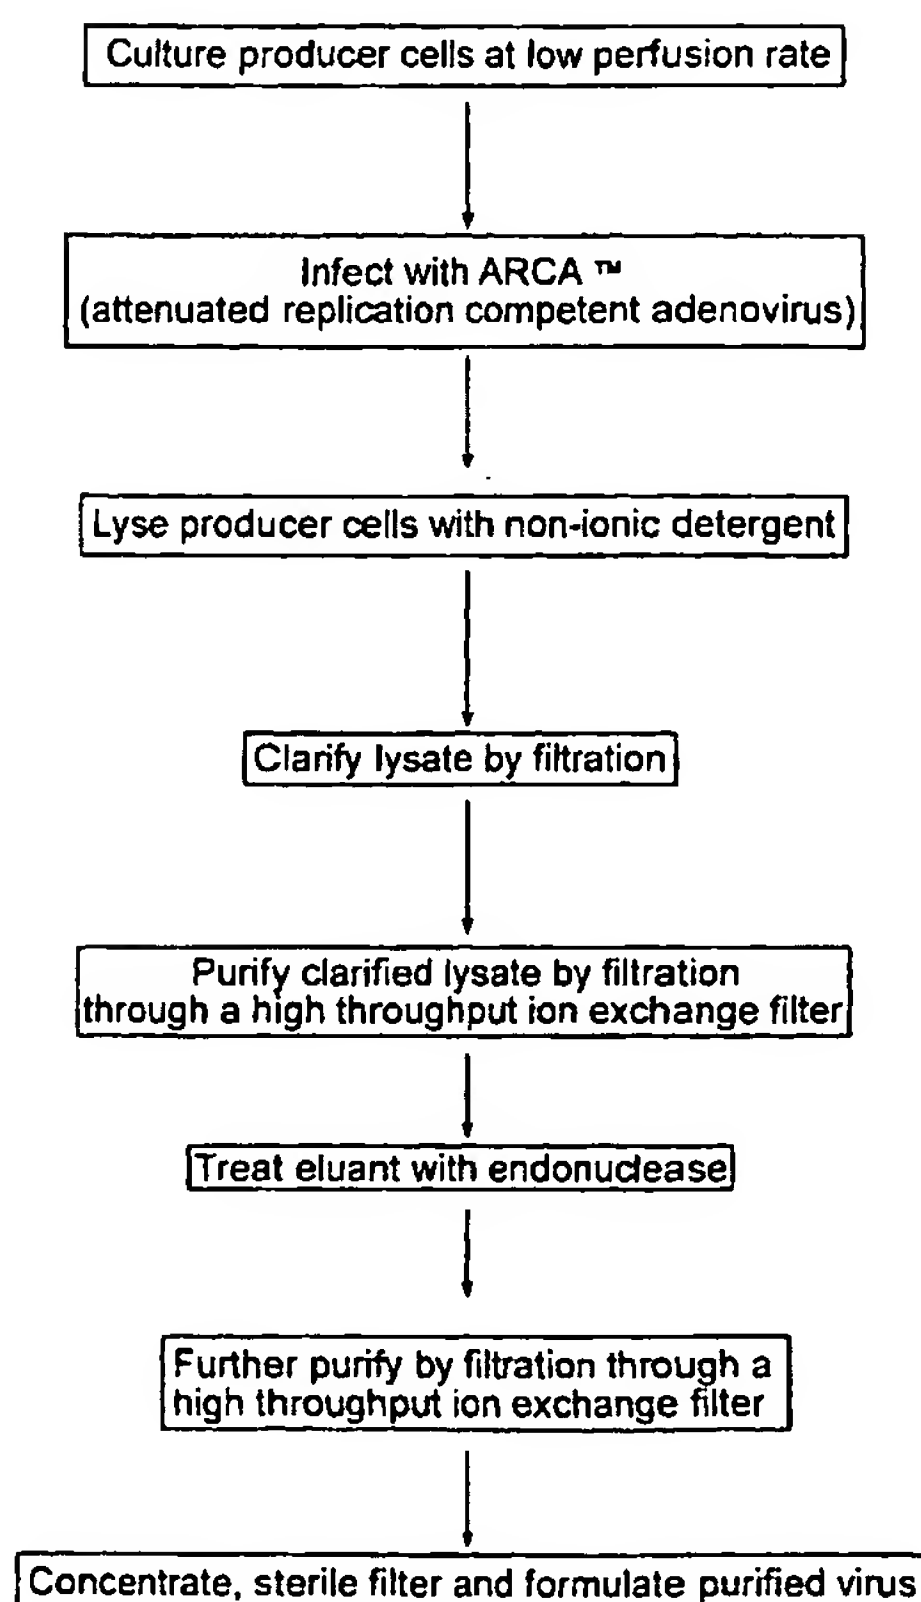 Culture producer cells at low perfusion rate
Infect with ARCA ™
(attenuated replication competent adenovirus)
Lyse producer cells with non-ionic detergent
Clarify lysate by filtration
Purify clarified lysate by filtration
through a high throughput ion exchange filter
Treat eluant with endonuclease
Further purify by filtration through a
high throughput ion exchange filter
Concentrate, sterile filter and formulate purified virus